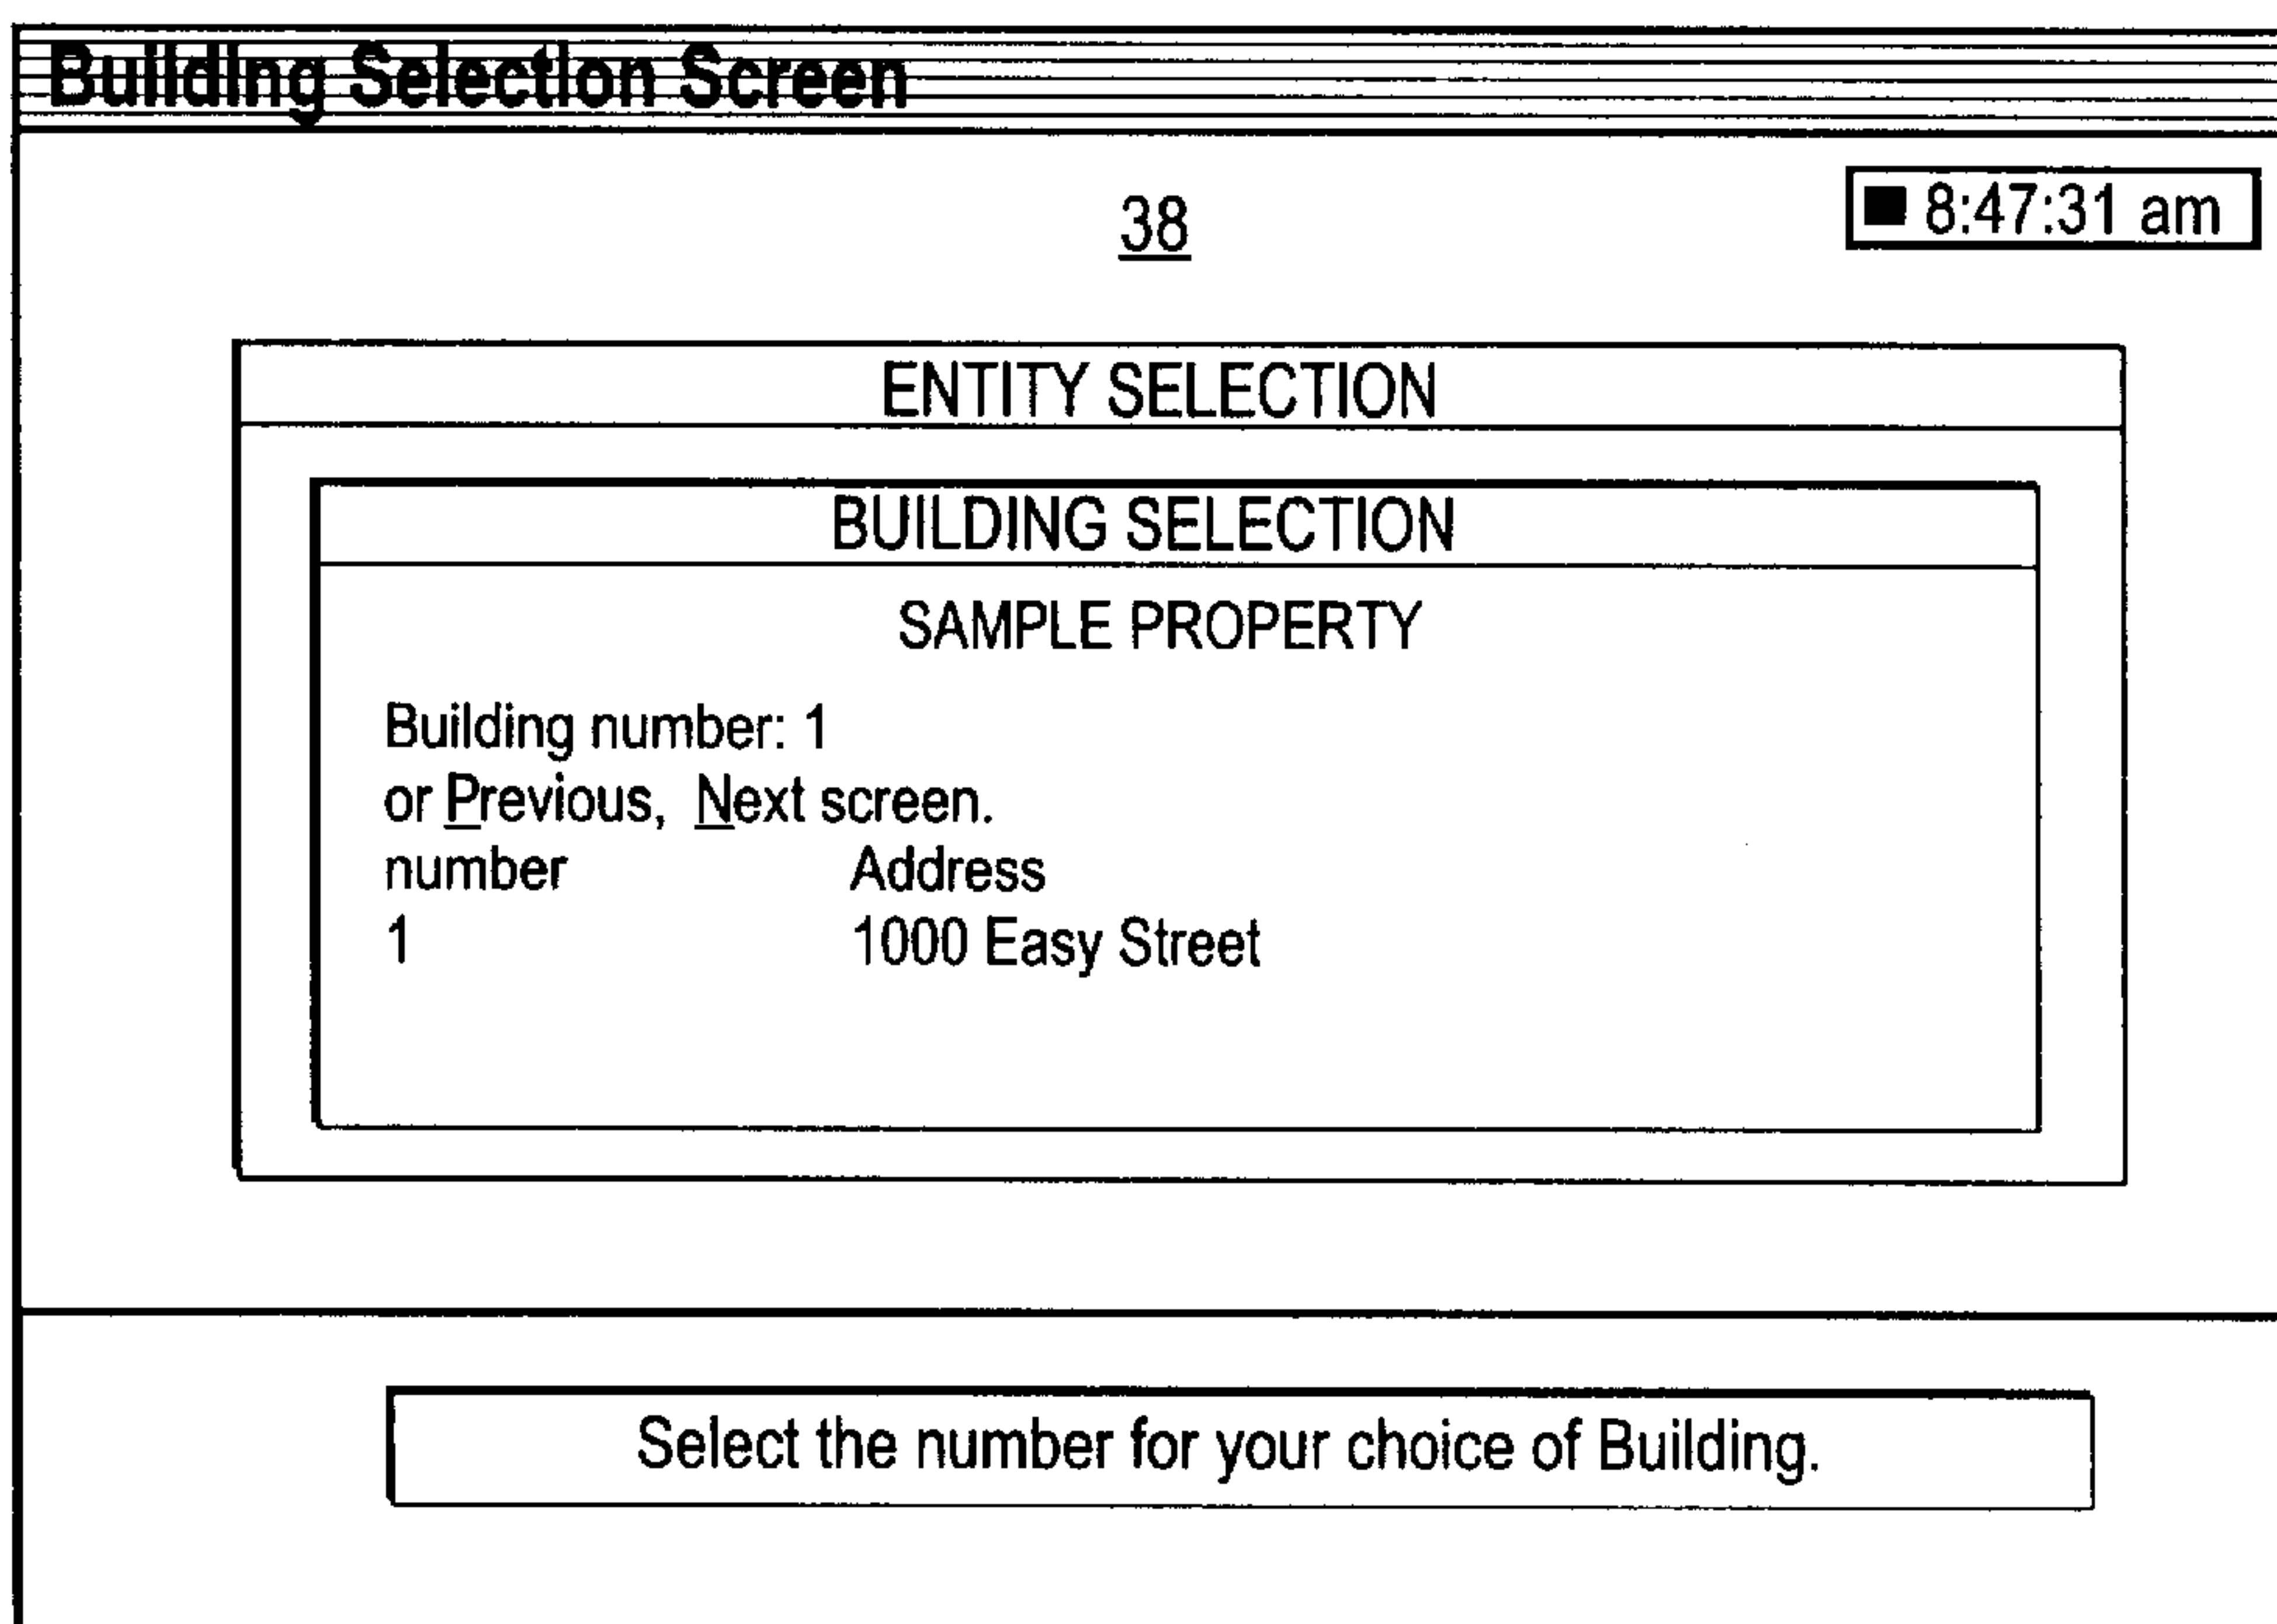 Building Selection Screen
38
8:47:31 am
ENTITY SELECTION
BUILDING SELECTION
SAMPLE PROPERTY
Building number: 1
or Previous, Next screen.
number Address
1 1000 Easy Street
Select the number for your choice of Building.